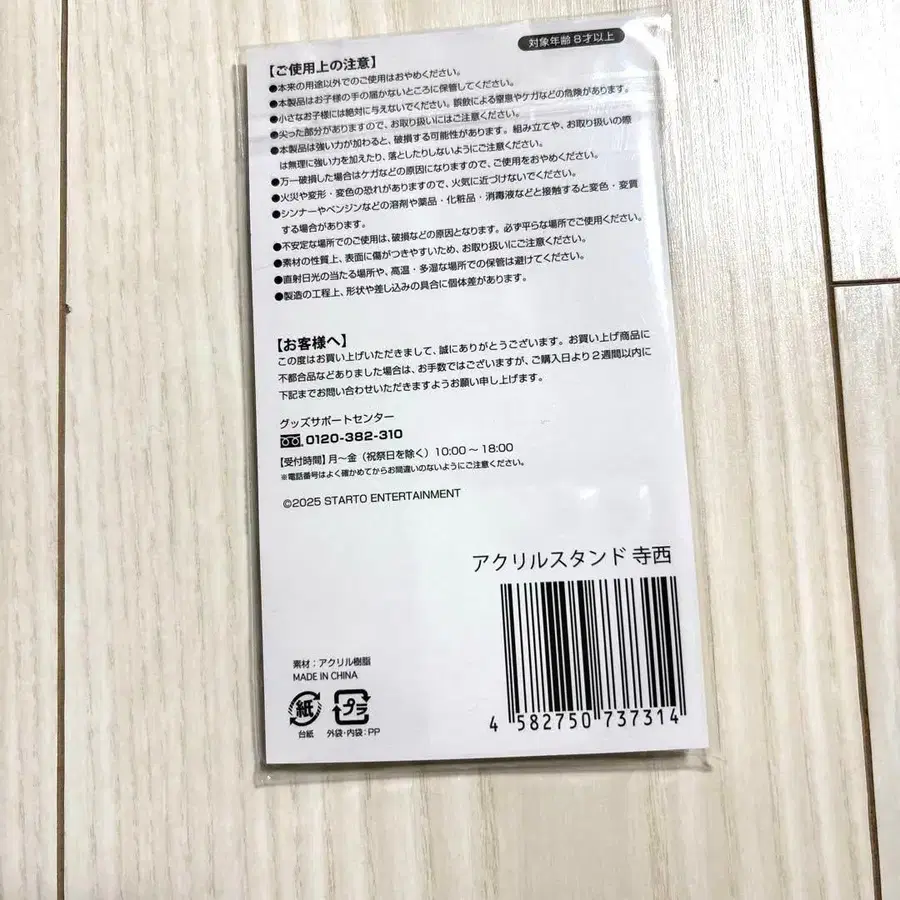 対象年齢 8才以上
【ご使用上の注意】
●本来の用途以外でのご使用はおやめください。
●本製品はお子様の手の届かないところに保管してください。
●小さなお子様には絶対に与えないでください。誤飲による窒息やケガなどの危険があります。
●尖った部分がありますので、お取り扱いにはご注意ください。
●本製品は強い力が加わると、破損する可能性があります。組み立てや、お取り扱いの際
は無理に強い力を加えたり、落としたりしないようにご注意ください。
●万一破損した場合はケガなどの原因になりますので、ご使用をおやめください。
●火災や変形・変色の恐れがありますので、火気に近づけないでください。
●シンナーやベンジンなどの溶剤や薬品・化粧品・消毒液などと接触すると変色・変質
する場合があります。
●不安定な場所でのご使用は、破損などの原因となります。必ず平らな場所でご使用ください。
●素材の性質上、表面に傷がつきやすいため、お取り扱いにご注意ください。
●直射日光の当たる場所や、高温・多湿な場所での保管は避けてください。
●製造の工程上、形状や差し込みの具合に個体差があります。
【お客様へ】
この度はお買い上げいただきまして、誠にありがとうございます。お買い上げ商品に
不都合品などありました場合は、お手数ではございますが、ご購入日より2週間以内に
下記までお問い合わせいただきますようお願い申し上げます。
グッズサポートセンター
0120-382-310
【受付時間】月～金（祝祭日を除く）10:00～18:00
※電話番号はよく確かめてからお間違いのないようにご注意ください。
©2025 STARTO ENTERTAINMENT
アクリルスタンド 寺西
4 582750 737314
素材：アクリル樹脂
MADE IN CHINA
紙
プラ
台紙
外袋・内袋：PP